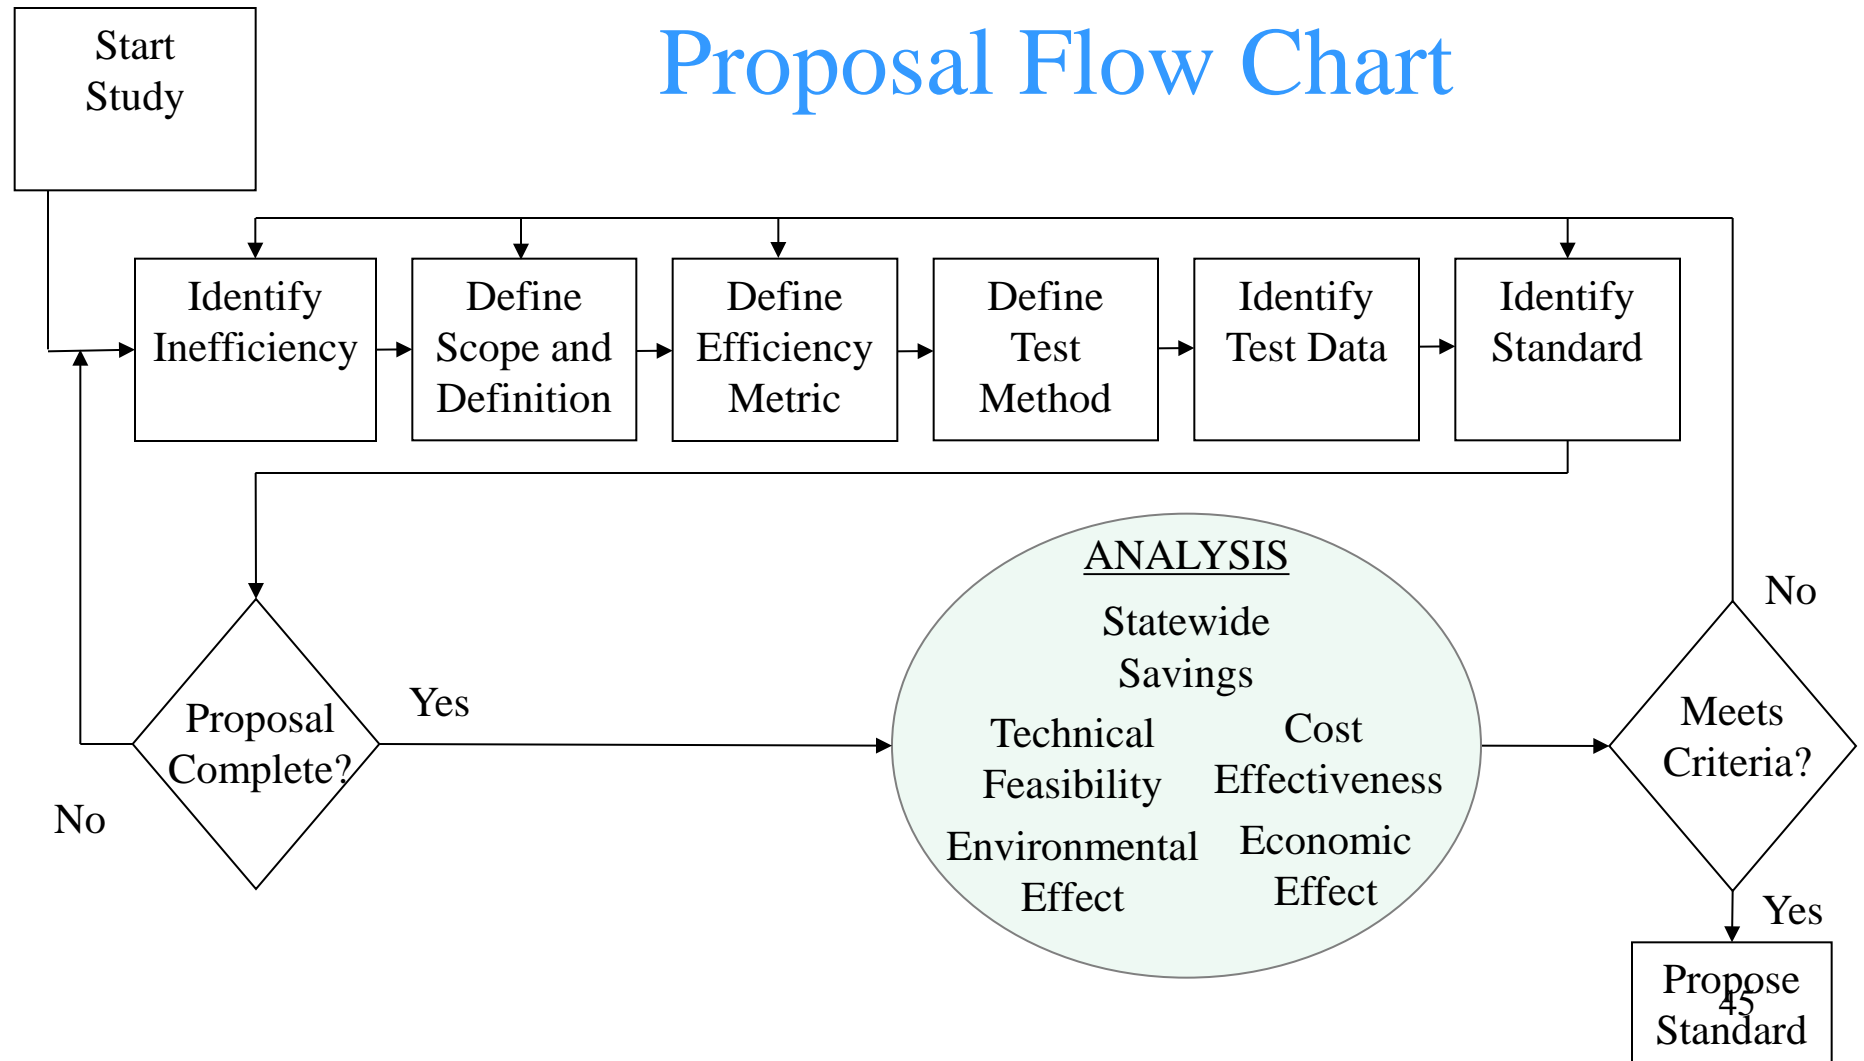 Proposal Flow Chart
Start
Study
Identify
Inefficiency
Define
Scope and
Definition
Define
Efficiency
Metric
Define
Test
Method
Identify
Test Data
Identify
Standard
Proposal
Complete?
Yes
No
ANALYSIS
Statewide
Savings
Technical
Feasibility
Cost
Effectiveness
Environmental
Effect
Economic
Effect
Meets
Criteria?
No
Yes
Propose
Standard
45